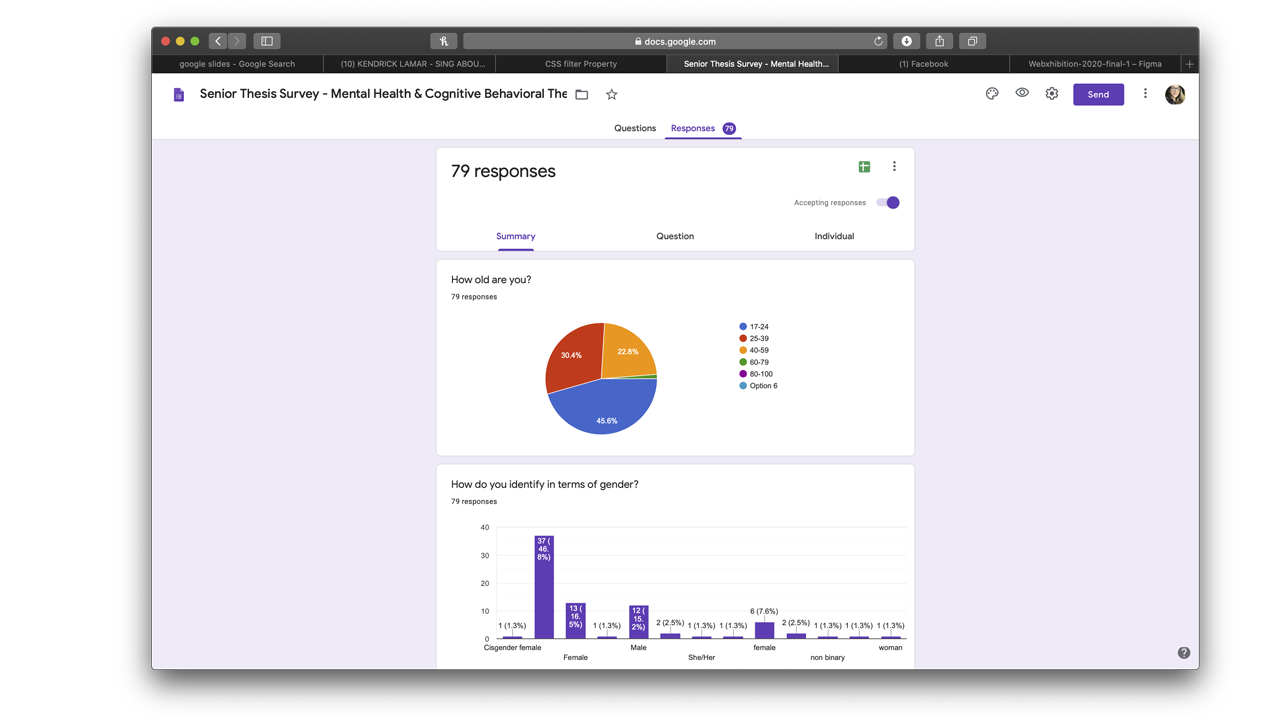 docs.google.com
google slides - Google Search
(10) KENDRICK LAMAR - SING ABOU...
CSS filter Property
Senior Thesis Survey - Mental Health...
(1) Facebook
Webxhibition-2020-final-1 – Figma
Senior Thesis Survey - Mental Health & Cognitive Behavioral The
Send
Questions
Responses 79
79 responses
Accepting responses
Summary
Question
Individual
How old are you?
79 responses
30.4%
22.8%
45.6%
17-24
25-39
40-59
60-79
80-100
Option 6
How do you identify in terms of gender?
79 responses
40
30
20
10
0
1 (1.3%)
37 (
46.
8%)
13 (
16.
5%)
1 (1.3%)
12 (
15.
2%)
2 (2.5%)
1 (1.3%)
1 (1.3%)
6 (7.6%)
2 (2.5%)
1 (1.3%)
1 (1.3%)
1 (1.3%)
Cisgender female
Female
Male
She/Her
female
non binary
woman